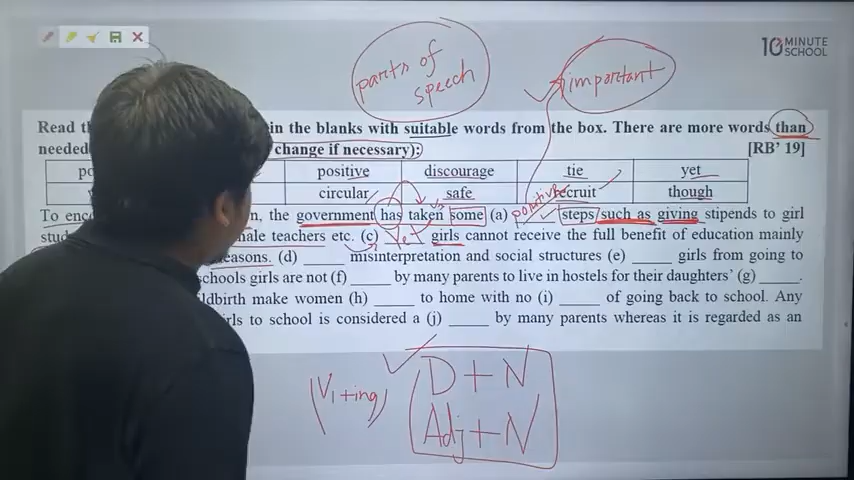 10 MINUTE SCHOOL
parts of speech
important
Read th in the blanks with suitable words from the box. There are more words than
needed change if necessary): [RB' 19]
po positive discourage tie yet
circular safe recruit though
To enc n, the government has taken some (a) positive steps such as giving stipends to girl
stud male teachers etc. (c) Yet girls cannot receive the full benefit of education mainly
reasons. (d) _____ misinterpretation and social structures (e) _____ girls from going to
chools girls are not (f) _____ by many parents to live in hostels for their daughters' (g) _____.
ldbirth make women (h) _____ to home with no (i) _____ of going back to school. Any
irls to school is considered a (j) _____ by many parents whereas it is regarded as an
(V1+ing)
D+N
Adj+N